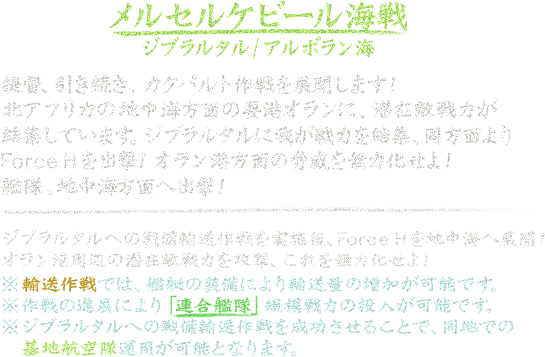 メルセルケビール海戦
ジブラルタル/アルボラン海
提督、引き続き、カタパルト作戦を展開します!
北アフリカの地中海方面の要港オランに、潜在敵戦力が
結集しています。ジブラルタルに我が戦力を結集、同方面より
Force Hを出撃! オラン港方面の脅威を無力化せよ!
艦隊、地中海方面へ出撃!
ジブラルタルへの戦備輸送作戦を実施後、Force Hを地中海へ展開!
オラン港周辺の潜在敵戦力を攻撃、これを無力化せよ!
※輸送作戦では、艦艇の装備により輸送量の増加が可能です。
※作戦の進展により「連合艦隊」規模戦力の投入が可能です。
※ジブラルタルへの戦備輸送作戦を成功させることで、同地での
基地航空隊運用が可能となります。